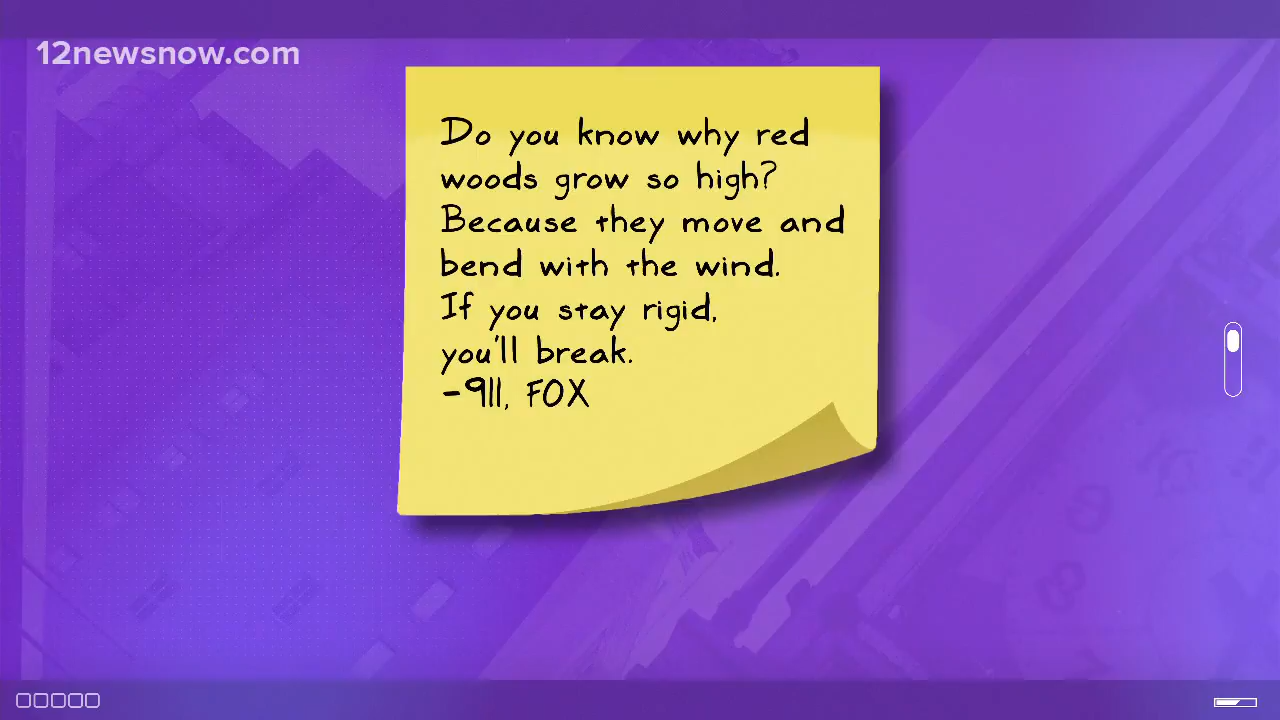 12newsnow.com
Do you know why red
woods grow so high?
Because they move and
bend with the wind.
If you stay rigid,
you'll break.
-911, FOX